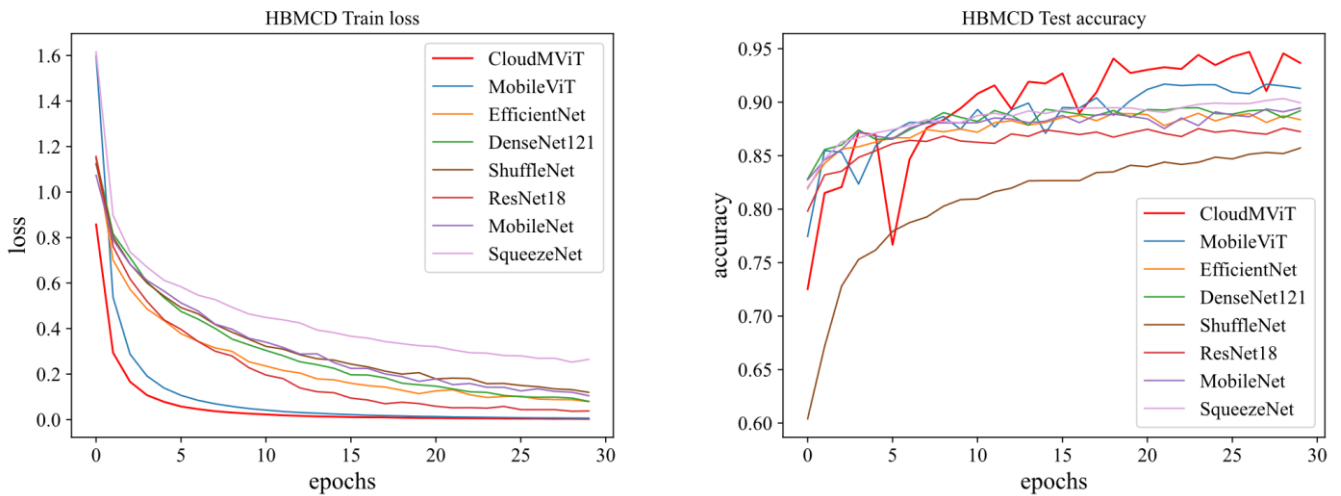 HBMCD Train loss
1.6
1.4
1.2
1.0
0.8
0.6
0.4
0.2
0.0
loss
CloudMViT
MobileViT
EfficientNet
DenseNet121
ShuffleNet
ResNet18
MobileNet
SqueezeNet
0 5 10 15 20 25 30
epochs
HBMCD Test accuracy
0.95
0.90
0.85
0.80
0.75
0.70
0.65
0.60
accuracy
CloudMViT
MobileViT
EfficientNet
DenseNet121
ShuffleNet
ResNet18
MobileNet
SqueezeNet
0 5 10 15 20 25 30
epochs